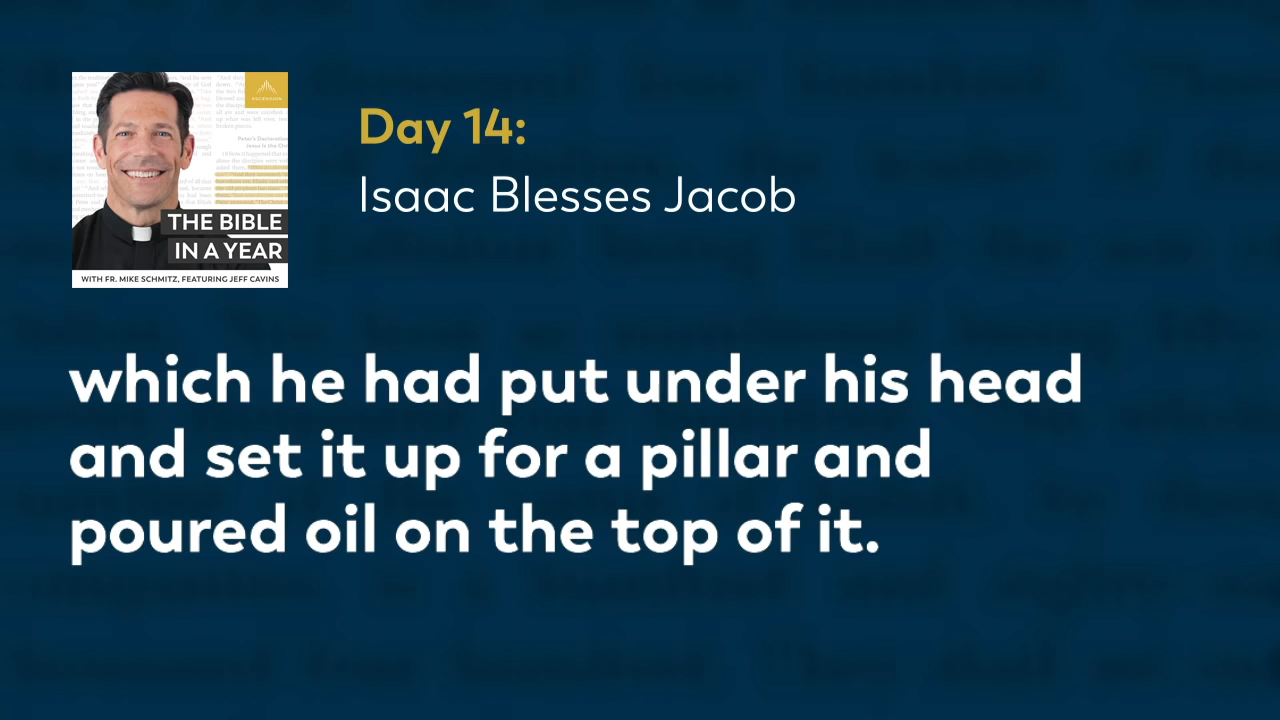 ASCENSION
THE BIBLE
IN A YEAR
WITH FR. MIKE SCHMITZ, FEATURING JEFF CAVINS
Day 14:
Isaac Blesses Jacob
which he had put under his head
and set it up for a pillar and
poured oil on the top of it.